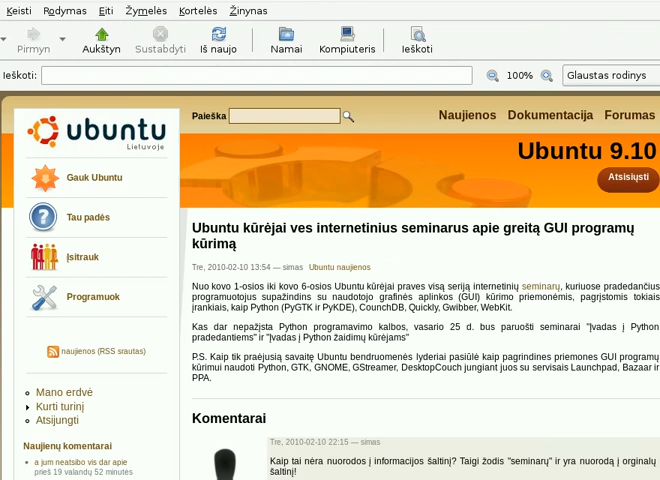 Keisti Rodymas Eiti Žymelės Kortelės Žinynas
Pirmyn Aukštyn Sustabdyti Iš naujo Namai Kompiuteris Ieškoti
Ieškoti: 100% Glaustas rodinys
ubuntu
Lietuvoje
Paieška Naujienos Dokumentacija Forumas
Ubuntu 9.10
Atsisiųsti
Gauk Ubuntu
Tau padės
Įsitrauk
Programuok
naujienos (RSS srautas)
Mano erdvė
Kurti turinį
Atsijungti
Naujienų komentarai
a jum neatsibo vis dar apie
prieš 19 valandų 52 minutės
Ubuntu kūrėjai ves internetinius seminarus apie greitą GUI programų
kūrimą
Tre, 2010-02-10 13:54 — simas Ubuntu naujienos
Nuo kovo 1-osios iki kovo 6-osios Ubuntu kūrėjai praves visą seriją internetinių seminarų, kuriuose pradedančius
programuotojus supažindins su naudotojo grafinės aplinkos (GUI) kūrimo priemonėmis, pagrįstomis tokiais
įrankiais, kaip Python (PyGTK ir PyKDE), CounchDB, Quickly, Gwibber, WebKit.
Kas dar nepažįsta Python programavimo kalbos, vasario 25 d. bus paruošti seminarai "Įvadas į Python
pradedantiems" ir "Įvadas į Python žaidimų kūrėjams"
P.S. Kaip tik praėjusią savaitę Ubuntu bendruomenės lyderiai pasiūlė kaip pagrindines priemones GUI programų
kūrimui naudoti Python, GTK, GNOME, GStreamer, DesktopCouch jungiant juos su servisais Launchpad, Bazaar ir
PPA.
Komentarai
Tre, 2010-02-10 22:15 — simas
Kaip tai nėra nuorodos į informacijos šaltinį? Taigi žodis "seminarų" ir yra nuorodą į orginalų
šaltinį!